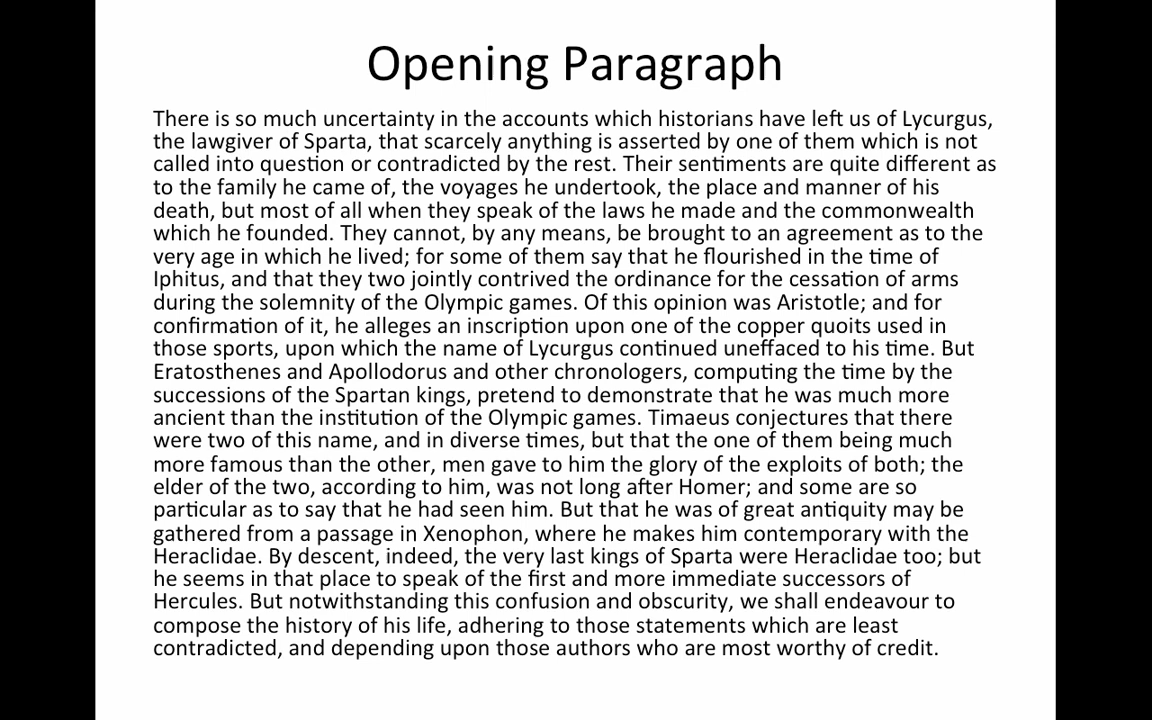 Opening Paragraph
There is so much uncertainty in the accounts which historians have left us of Lycurgus,
the lawgiver of Sparta, that scarcely anything is asserted by one of them which is not
called into question or contradicted by the rest. Their sentiments are quite different as
to the family he came of, the voyages he undertook, the place and manner of his
death, but most of all when they speak of the laws he made and the commonwealth
which he founded. They cannot, by any means, be brought to an agreement as to the
very age in which he lived; for some of them say that he flourished in the time of
Iphitus, and that they two jointly contrived the ordinance for the cessation of arms
during the solemnity of the Olympic games. Of this opinion was Aristotle; and for
confirmation of it, he alleges an inscription upon one of the copper quoits used in
those sports, upon which the name of Lycurgus continued uneffaced to his time. But
Eratosthenes and Apollodorus and other chronologers, computing the time by the
successions of the Spartan kings, pretend to demonstrate that he was much more
ancient than the institution of the Olympic games. Timaeus conjectures that there
were two of this name, and in diverse times, but that the one of them being much
more famous than the other, men gave to him the glory of the exploits of both; the
elder of the two, according to him, was not long after Homer; and some are so
particular as to say that he had seen him. But that he was of great antiquity may be
gathered from a passage in Xenophon, where he makes him contemporary with the
Heraclidae. By descent, indeed, the very last kings of Sparta were Heraclidae too; but
he seems in that place to speak of the first and more immediate successors of
Hercules. But notwithstanding this confusion and obscurity, we shall endeavour to
compose the history of his life, adhering to those statements which are least
contradicted, and depending upon those authors who are most worthy of credit.